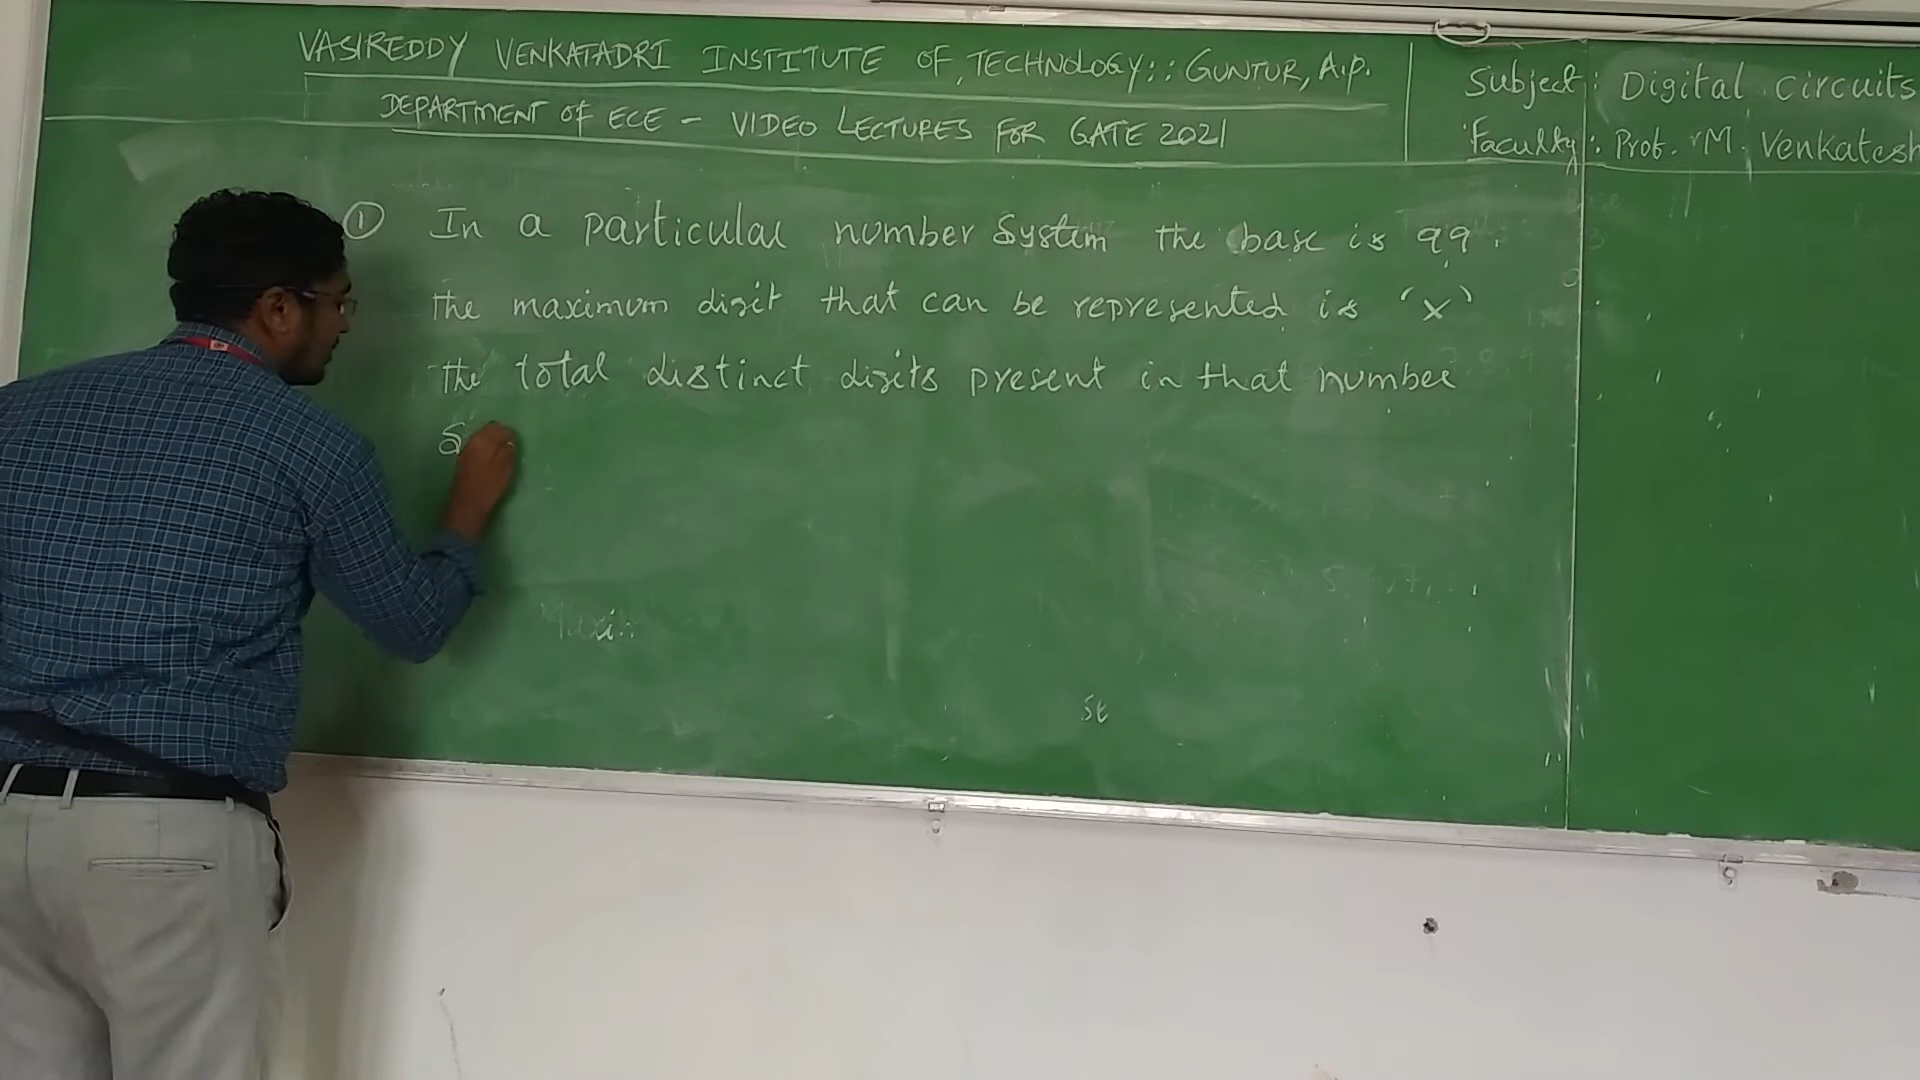 VASIREDDY VENKATADRI INSTITUTE OF TECHNOLOGY:: GUNTUR, A.P.
DEPARTMENT OF ECE - VIDEO LECTURES FOR GATE 2021
Subject: Digital Circuits
Faculty: Prof. M. Venkatesh
① In a particular number System the base is 99.
The maximum digit that can be represented is 'x'
The total distinct digits present in that number
S